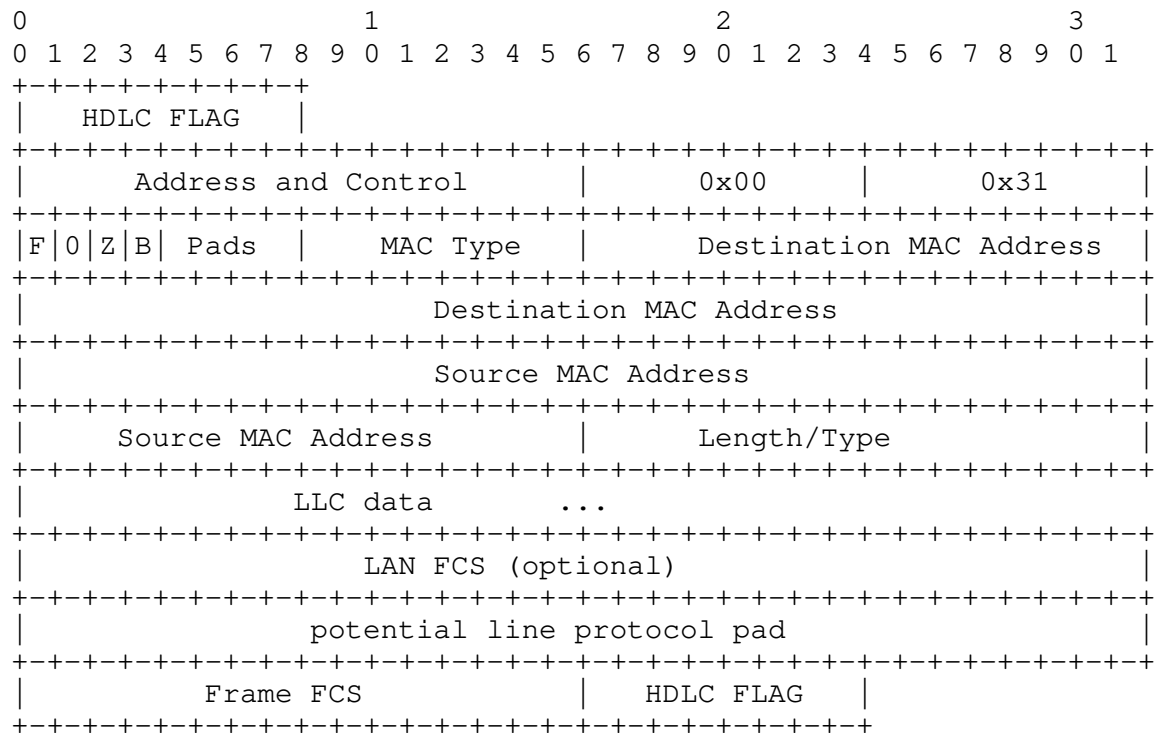 0                   1                   2                   3
0 1 2 3 4 5 6 7 8 9 0 1 2 3 4 5 6 7 8 9 0 1 2 3 4 5 6 7 8 9 0 1
+-+-+-+-+-+-+-+-+
|   HDLC FLAG   |
+-+-+-+-+-+-+-+-+-+-+-+-+-+-+-+-+-+-+-+-+-+-+-+-+-+-+-+-+-+-+-+-+
|      Address and Control      |      0x00     |      0x31     |
+-+-+-+-+-+-+-+-+-+-+-+-+-+-+-+-+-+-+-+-+-+-+-+-+-+-+-+-+-+-+-+-+
|F|0|Z|B| Pads  |    MAC Type   |      Destination MAC Address  |
+-+-+-+-+-+-+-+-+-+-+-+-+-+-+-+-+-+-+-+-+-+-+-+-+-+-+-+-+-+-+-+-+
|                       Destination MAC Address                 |
+-+-+-+-+-+-+-+-+-+-+-+-+-+-+-+-+-+-+-+-+-+-+-+-+-+-+-+-+-+-+-+-+
|                       Source MAC Address                      |
+-+-+-+-+-+-+-+-+-+-+-+-+-+-+-+-+-+-+-+-+-+-+-+-+-+-+-+-+-+-+-+-+
|     Source MAC Address        |      Length/Type              |
+-+-+-+-+-+-+-+-+-+-+-+-+-+-+-+-+-+-+-+-+-+-+-+-+-+-+-+-+-+-+-+-+
|               LLC data       ...
+-+-+-+-+-+-+-+-+-+-+-+-+-+-+-+-+-+-+-+-+-+-+-+-+-+-+-+-+-+-+-+-+
|                   LAN FCS (optional)                          |
+-+-+-+-+-+-+-+-+-+-+-+-+-+-+-+-+-+-+-+-+-+-+-+-+-+-+-+-+-+-+-+-+
|                potential line protocol pad                    |
+-+-+-+-+-+-+-+-+-+-+-+-+-+-+-+-+-+-+-+-+-+-+-+-+-+-+-+-+-+-+-+-+
|          Frame FCS            |   HDLC FLAG   |
+-+-+-+-+-+-+-+-+-+-+-+-+-+-+-+-+-+-+-+-+-+-+-+-+